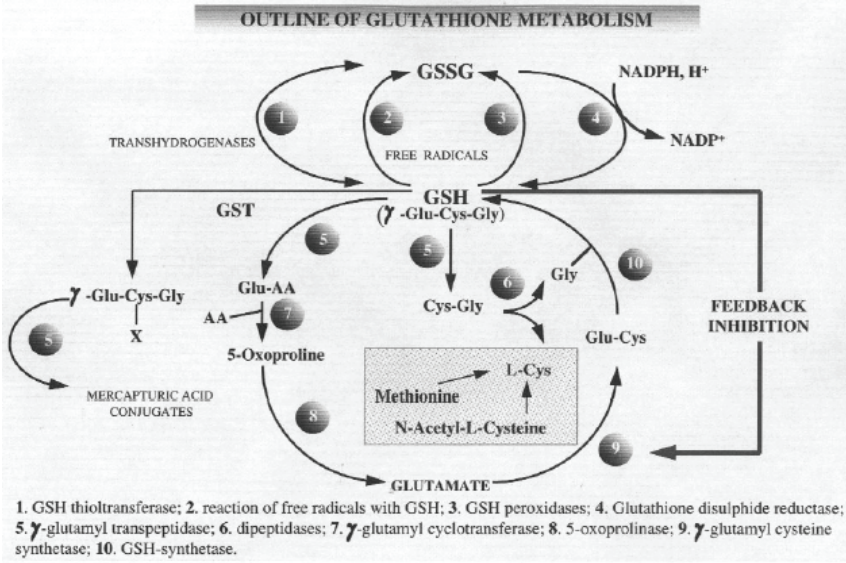 OUTLINE OF GLUTATHIONE METABOLISM
GSSG
NADPH, H⁺
1
2
3
4
TRANSHYDROGENASES
FREE RADICALS
NADP⁺
GSH
GST
(γ -Glu-Cys-Gly)
5
5
6
10
Gly
Glu-AA
γ -Glu-Cys-Gly
Cys-Gly
7
AA
X
5
FEEDBACK
INHIBITION
Glu-Cys
5-Oxoproline
L-Cys
Methionine
MERCAPTURIC ACID
CONJUGATES
8
N-Acetyl-L-Cysteine
9
GLUTAMATE
1. GSH thioltransferase; 2. reaction of free radicals with GSH; 3. GSH peroxidases; 4. Glutathione disulphide reductase;
5. γ-glutamyl transpeptidase; 6. dipeptidases; 7. γ-glutamyl cyclotransferase; 8. 5-oxoprolinase; 9. γ-glutamyl cysteine
synthetase; 10. GSH-synthetase.